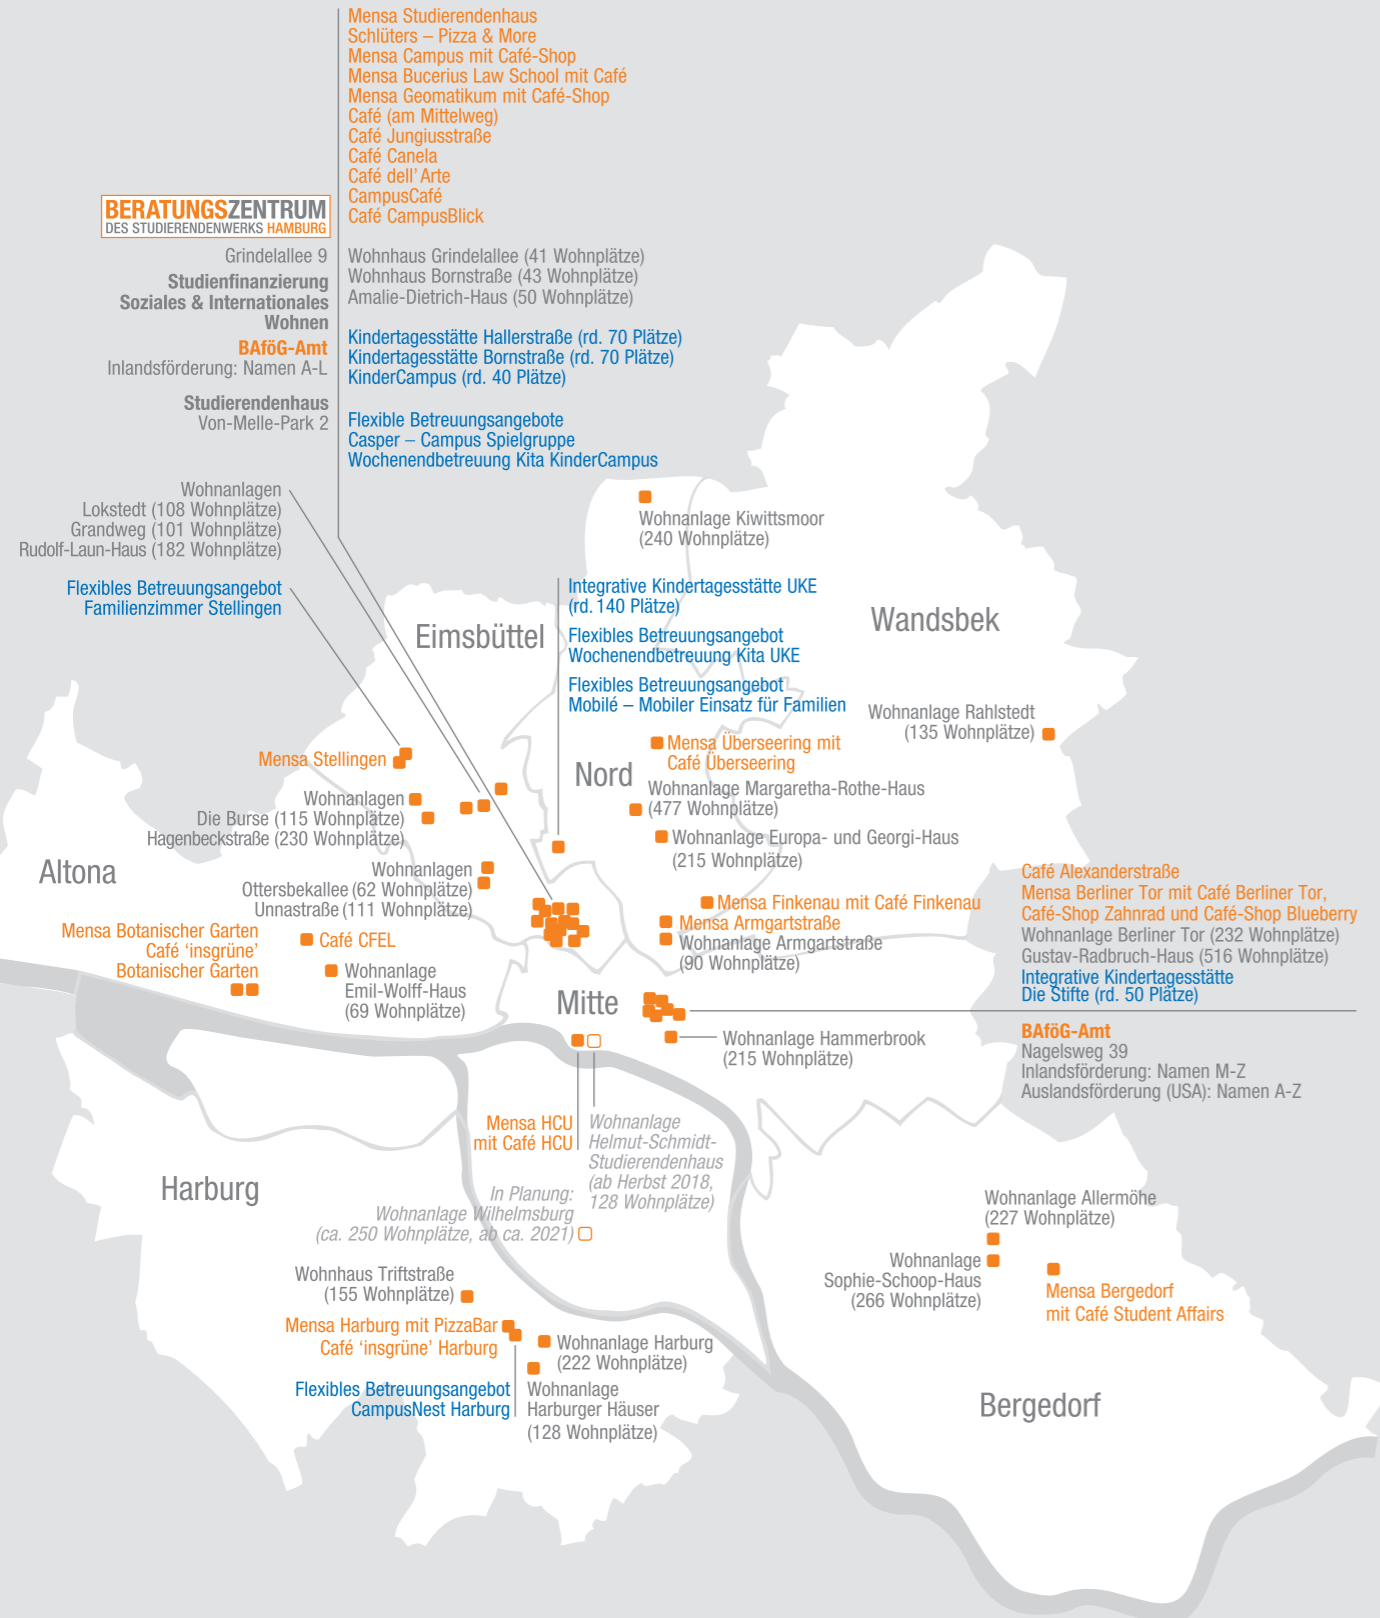 Mensa Studierendenhaus
Schlüters – Pizza & More
Mensa Campus mit Café-Shop
Mensa Bucerius Law School mit Café
Mensa Geomatikum mit Café-Shop
Café (am Mittelweg)
Café Jungiusstraße
Café Canela
Café dell’ Arte
CampusCafé
Café CampusBlick
BERATUNGSZENTRUM
DES STUDIERENDENWERKS HAMBURG
Grindelallee 9
Studienfinanzierung
Soziales & Internationales
Wohnen
BAföG-Amt
Inlandsförderung: Namen A-L
Studierendenhaus
Von-Melle-Park 2
Wohnhaus Grindelallee (41 Wohnplätze)
Wohnhaus Bornstraße (43 Wohnplätze)
Amalie-Dietrich-Haus (50 Wohnplätze)
Kindertagesstätte Hallerstraße (rd. 70 Plätze)
Kindertagesstätte Bornstraße (rd. 70 Plätze)
KinderCampus (rd. 40 Plätze)
Flexible Betreuungsangebote
Casper – Campus Spielgruppe
Wochenendbetreuung Kita KinderCampus
Wohnanlagen
Lokstedt (108 Wohnplätze)
Grandweg (101 Wohnplätze)
Rudolf-Laun-Haus (182 Wohnplätze)
Flexibles Betreuungsangebot
Familienzimmer Stellingen
Wohnanlage Kiwittsmoor
(240 Wohnplätze)
Integrative Kindertagesstätte UKE
(rd. 140 Plätze)
Flexibles Betreuungsangebot
Wochenendbetreuung Kita UKE
Flexibles Betreuungsangebot
Mobilé – Mobiler Einsatz für Familien
Eimsbüttel
Wandsbek
Wohnanlage Rahlstedt
(135 Wohnplätze)
Mensa Stellingen
Mensa Überseering mit
Café Überseering
Nord
Wohnanlage Margaretha-Rothe-Haus
(477 Wohnplätze)
Wohnanlagen
Die Burse (115 Wohnplätze)
Hagenbeckstraße (230 Wohnplätze)
Wohnanlage Europa- und Georgi-Haus
(215 Wohnplätze)
Altona
Wohnanlagen
Ottersbekallee (62 Wohnplätze)
Unnastraße (111 Wohnplätze)
Mensa Finkenau mit Café Finkenau
Mensa Armgartstraße
Wohnanlage Armgartstraße
(90 Wohnplätze)
Café Alexanderstraße
Mensa Berliner Tor mit Café Berliner Tor,
Café-Shop Zahnrad und Café-Shop Blueberry
Wohnanlage Berliner Tor (232 Wohnplätze)
Gustav-Radbruch-Haus (516 Wohnplätze)
Integrative Kindertagesstätte
Die Stifte (rd. 50 Plätze)
BAföG-Amt
Nagelsweg 39
Inlandsförderung: Namen M-Z
Auslandsförderung (USA): Namen A-Z
Mensa Botanischer Garten
Café ‘insgrüne’
Botanischer Garten
Café CFEL
Wohnanlage
Emil-Wolff-Haus
(69 Wohnplätze)
Mitte
Wohnanlage Hammerbrook
(215 Wohnplätze)
Mensa HCU
mit Café HCU
Wohnanlage
Helmut-Schmidt-
Studierendenhaus
(ab Herbst 2018,
128 Wohnplätze)
Harburg
In Planung:
Wohnanlage Wilhelmsburg
(ca. 250 Wohnplätze, ab ca. 2021)
Wohnanlage Allermöhe
(227 Wohnplätze)
Wohnanlage
Sophie-Schoop-Haus
(266 Wohnplätze)
Mensa Bergedorf
mit Café Student Affairs
Wohnhaus Triftstraße
(155 Wohnplätze)
Mensa Harburg mit PizzaBar
Café ‘insgrüne’ Harburg
Wohnanlage Harburg
(222 Wohnplätze)
Flexibles Betreuungsangebot
CampusNest Harburg
Wohnanlage
Harburger Häuser
(128 Wohnplätze)
Bergedorf